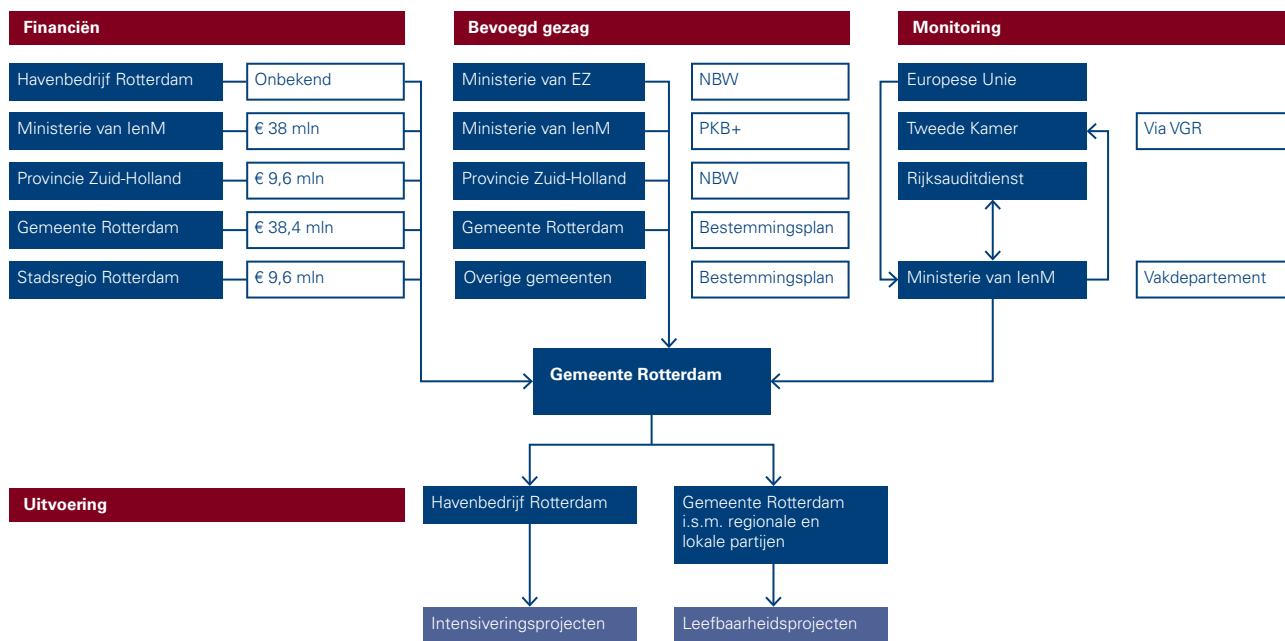 Financiën
Bevoegd gezag
Monitoring
Havenbedrijf Rotterdam
Onbekend
Ministerie van EZ
NBW
Europese Unie
Ministerie van IenM
€ 38 mln
Ministerie van IenM
PKB+
Tweede Kamer
Via VGR
Provincie Zuid-Holland
€ 9,6 mln
Provincie Zuid-Holland
NBW
Rijksauditdienst
Gemeente Rotterdam
€ 38,4 mln
Gemeente Rotterdam
Bestemmingsplan
Stadsregio Rotterdam
€ 9,6 mln
Overige gemeenten
Bestemmingsplan
Ministerie van IenM
Vakdepartement
Gemeente Rotterdam
Uitvoering
Havenbedrijf Rotterdam
Gemeente Rotterdam
i.s.m. regionale en
lokale partijen
Intensiveringsprojecten
Leefbaarheidsprojecten